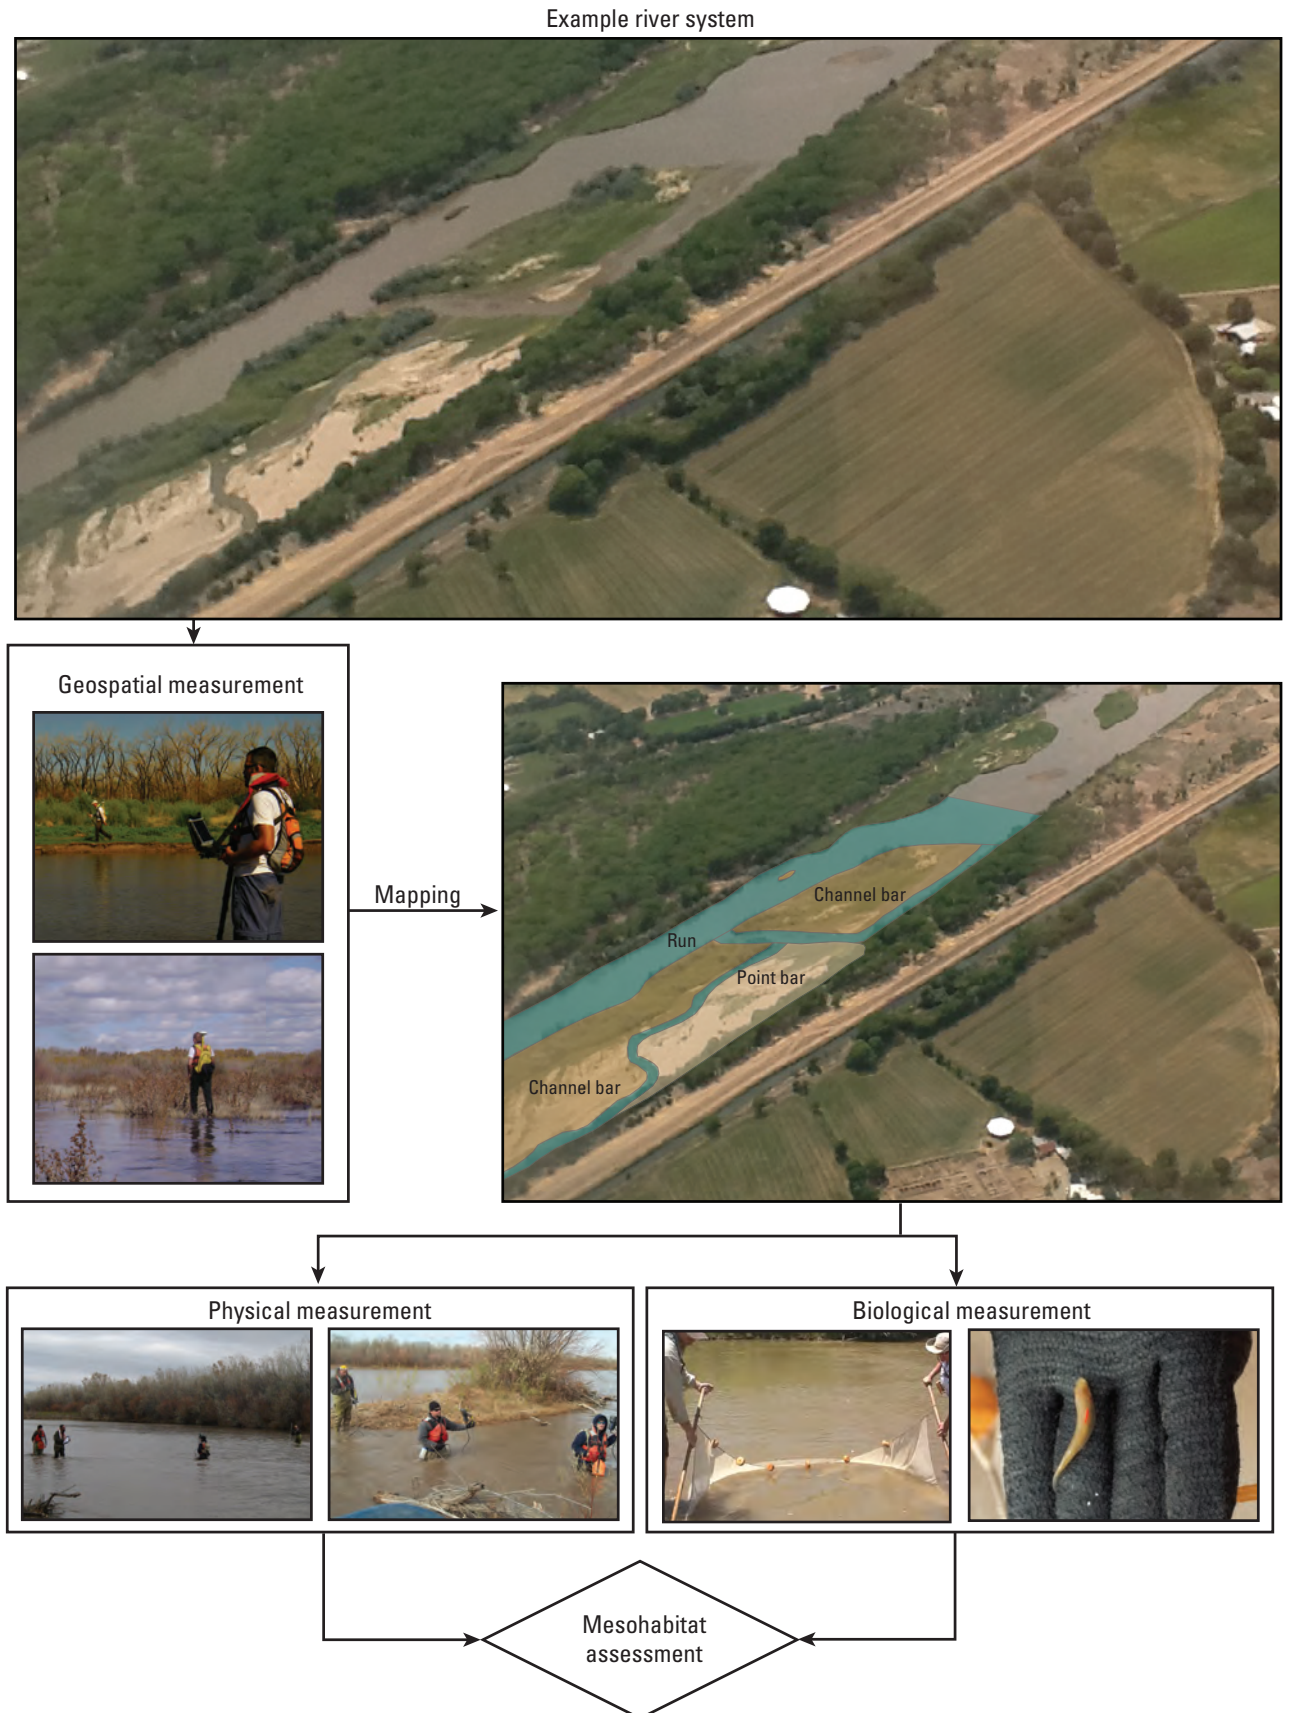 Example river system
Geospatial measurement
Mapping
Channel bar
Run
Point bar
Channel bar
Physical measurement
Biological measurement
Mesohabitat
assessment